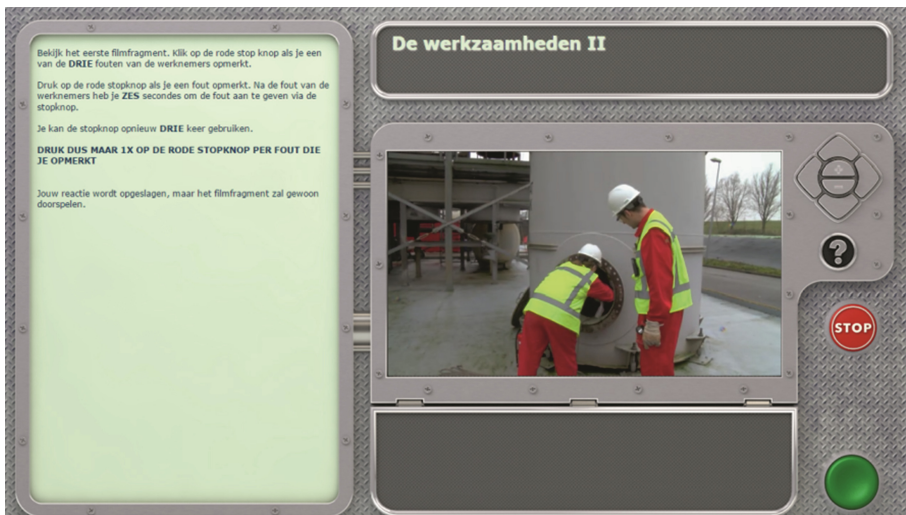 De werkzaamheden II
Bekijk het eerste filmfragment. Klik op de rode stop knop als je een
van de DRIE fouten van de werknemers opmerkt.
Druk op de rode stopknop als je een fout opmerkt. Na de fout van de
werknemers heb je ZES secondes om de fout aan te geven via de
stopknop.
Je kan de stopknop opnieuw DRIE keer gebruiken.
DRUK DUS MAAR 1X OP DE RODE STOPKNOP PER FOUT DIE
JE OPMERKT
Jouw reactie wordt opgeslagen, maar het filmfragment zal gewoon
doorspelen.
?
STOP